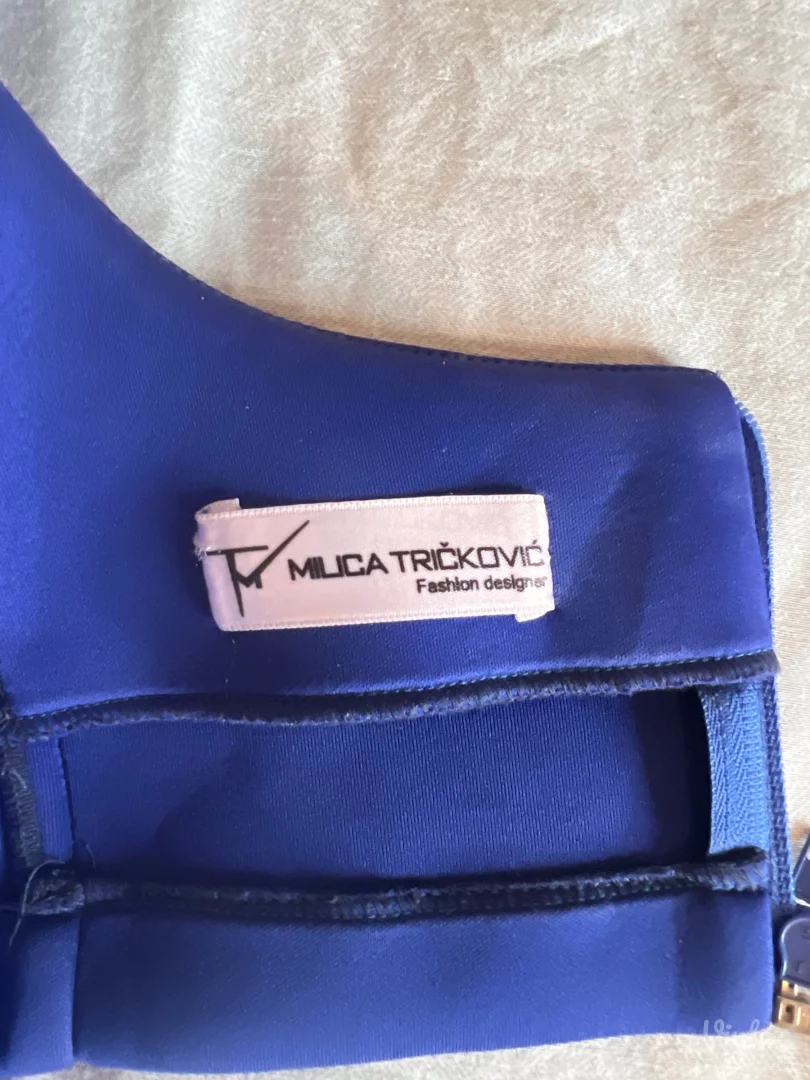 MILICA TRIČKOVIĆ
Fashion designer